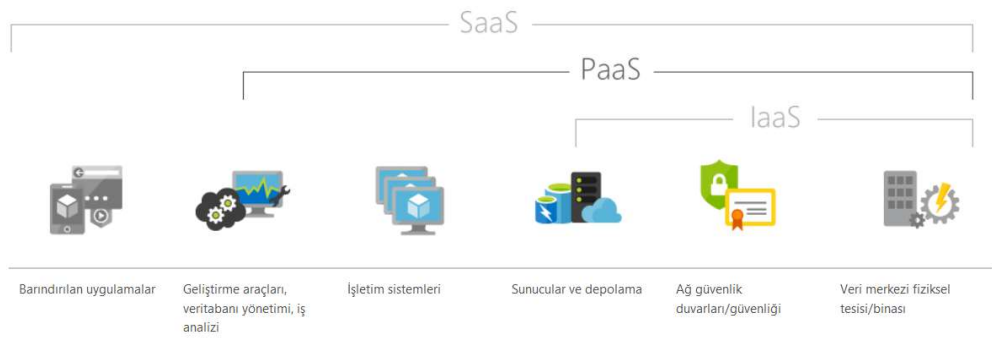 SaaS
PaaS
IaaS
Barındırılan uygulamalar
Geliştirme araçları,
veritabanı yönetimi, iş
analizi
İşletim sistemleri
Sunucular ve depolama
Ağ güvenlik
duvarları/güvenliği
Veri merkezi fiziksel
tesisi/binası